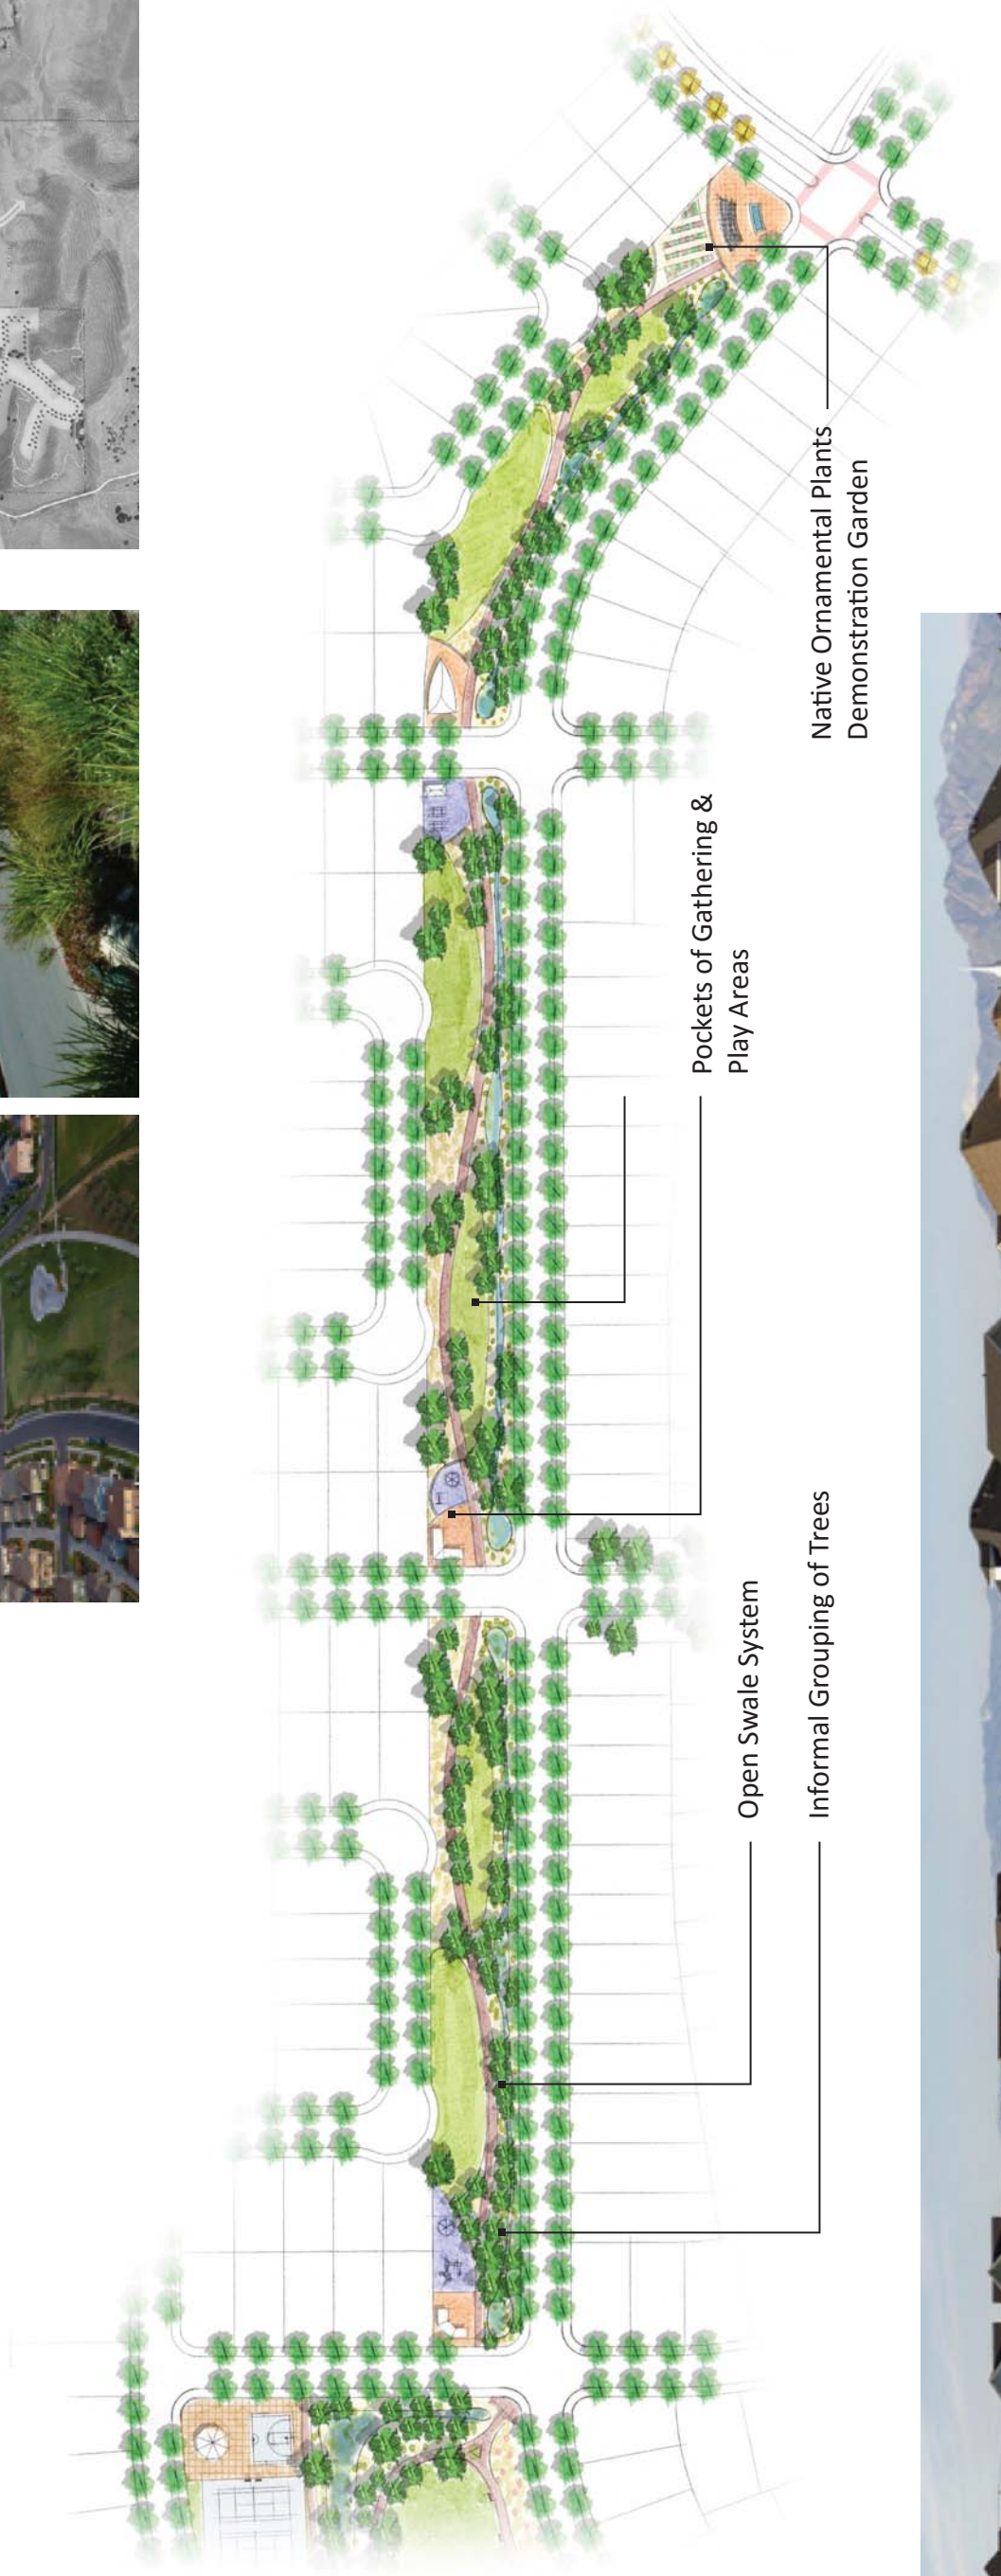 Open Swale System
Informal Grouping of Trees
Pockets of Gathering &
Play Areas
Native Ornamental Plants
Demonstration Garden